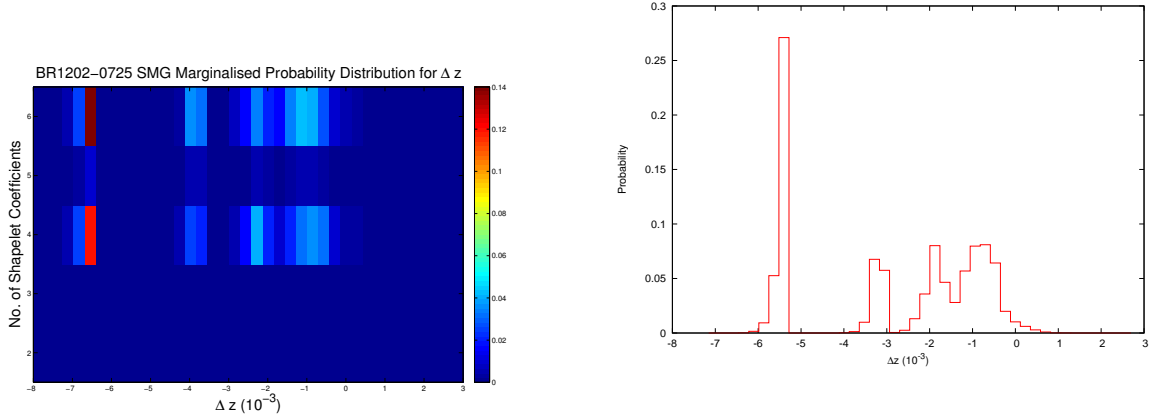 BR1202−0725 SMG Marginalised Probability Distribution for Δ z
No. of Shapelet Coefficients
6
5
4
3
2
−8 −7 −6 −5 −4 −3 −2 −1 0 1 2 3
Δ z (10⁻³)
0.14
0.12
0.1
0.08
0.06
0.04
0.02
0
Probability
0.3
0.25
0.2
0.15
0.1
0.05
0
-8 -7 -6 -5 -4 -3 -2 -1 0 1 2 3
Δz (10⁻³)